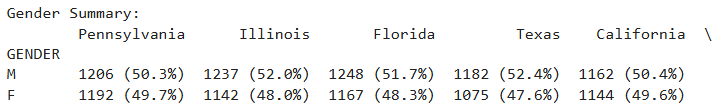 Gender Summary:
Pennsylvania Illinois Florida Texas California \
GENDER
M 1206 (50.3%) 1237 (52.0%) 1248 (51.7%) 1182 (52.4%) 1162 (50.4%)
F 1192 (49.7%) 1142 (48.0%) 1167 (48.3%) 1075 (47.6%) 1144 (49.6%)